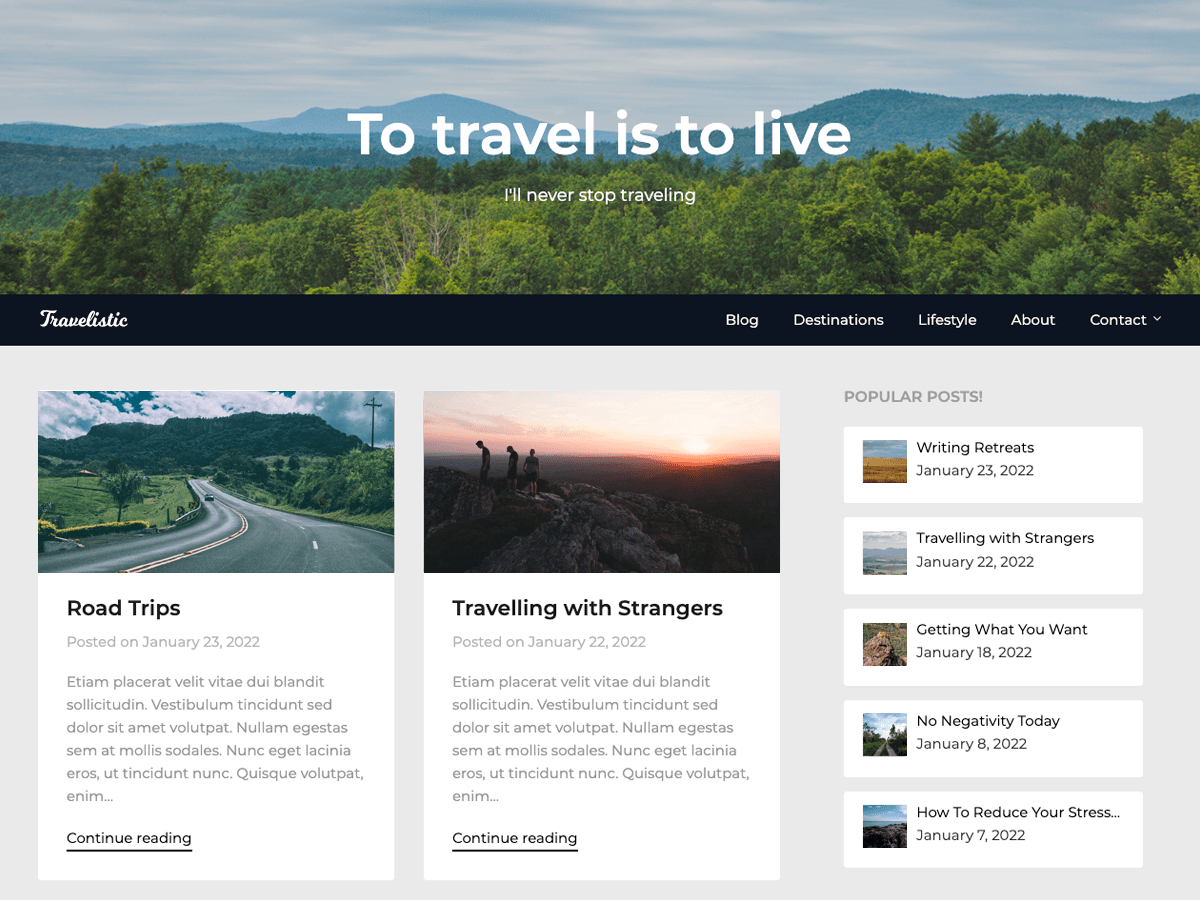 To travel is to live
I'll never stop traveling
Travelistic
Blog Destinations Lifestyle About Contact
Road Trips
Posted on January 23, 2022
Etiam placerat velit vitae dui blandit
sollicitudin. Vestibulum tincidunt sed
dolor sit amet volutpat. Nullam egestas
sem at mollis sodales. Nunc eget lacinia
eros, ut tincidunt nunc. Quisque volutpat,
enim...
Continue reading
Travelling with Strangers
Posted on January 22, 2022
Etiam placerat velit vitae dui blandit
sollicitudin. Vestibulum tincidunt sed
dolor sit amet volutpat. Nullam egestas
sem at mollis sodales. Nunc eget lacinia
eros, ut tincidunt nunc. Quisque volutpat,
enim...
Continue reading
POPULAR POSTS!
Writing Retreats
January 23, 2022
Travelling with Strangers
January 22, 2022
Getting What You Want
January 18, 2022
No Negativity Today
January 8, 2022
How To Reduce Your Stress...
January 7, 2022